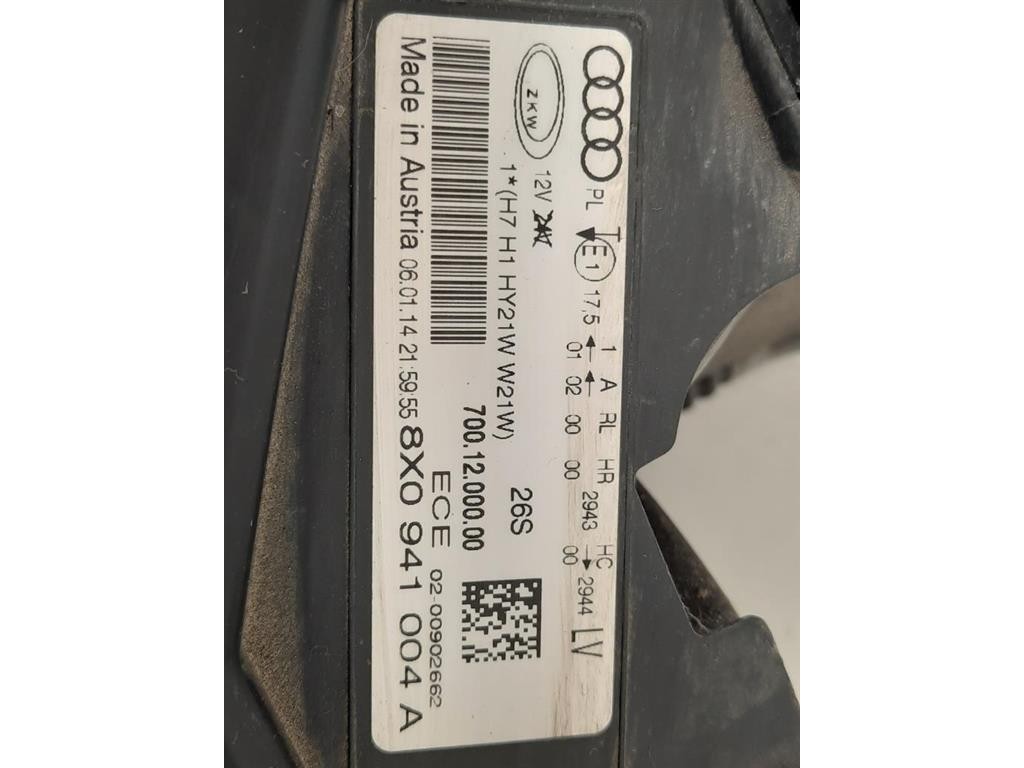 PL T 1 A RL HR HC LV
E1 17,5 01 02 00 00 2943 00 2944
ZKW 12V 24V 26S
1*(H7 H1 HY21W W21W)
700.12.000.00
ECE 02-00902662
Made in Austria 06.01.14 21:59:55 8X0 941 004 A